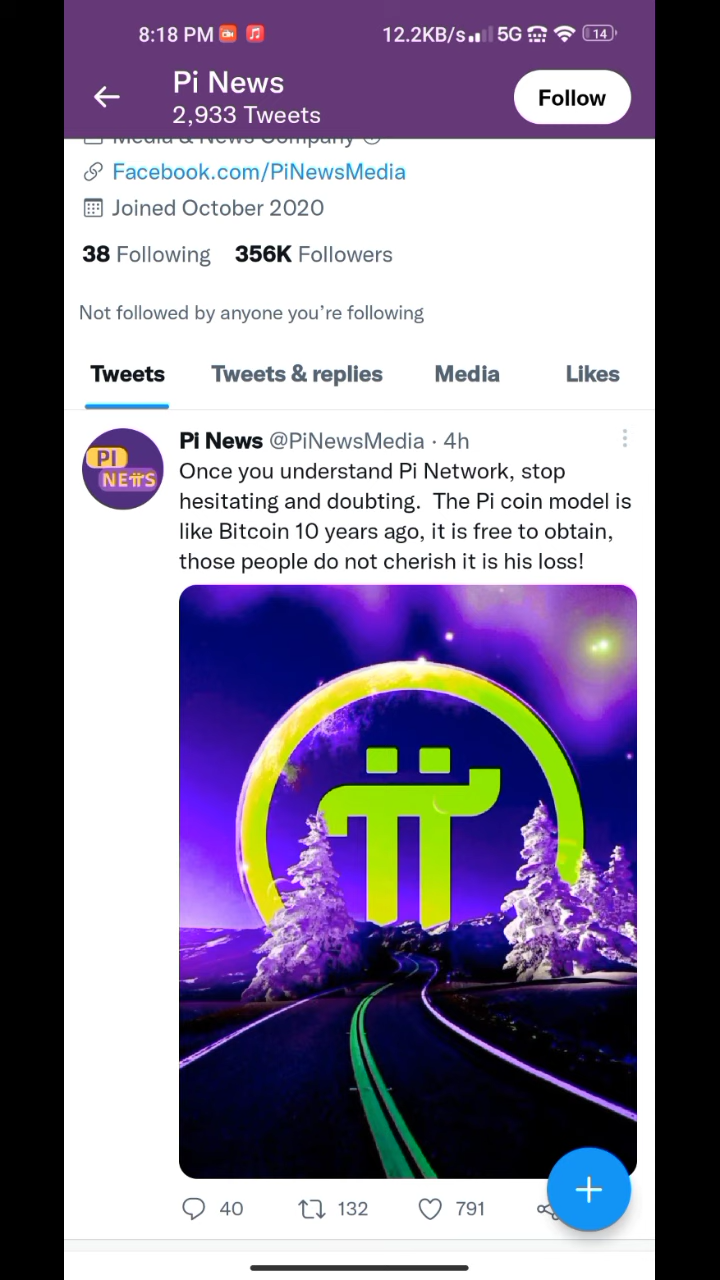 8:18 PM 12.2KB/s 5G 14
Pi News
2,933 Tweets
Follow
Media & News Company
Facebook.com/PiNewsMedia
Joined October 2020
38 Following 356K Followers
Not followed by anyone you’re following
Tweets Tweets & replies Media Likes
Pi News @PiNewsMedia · 4h
Once you understand Pi Network, stop
hesitating and doubting.  The Pi coin model is
like Bitcoin 10 years ago, it is free to obtain,
those people do not cherish it is his loss!
PI
NEWS
40 132 791